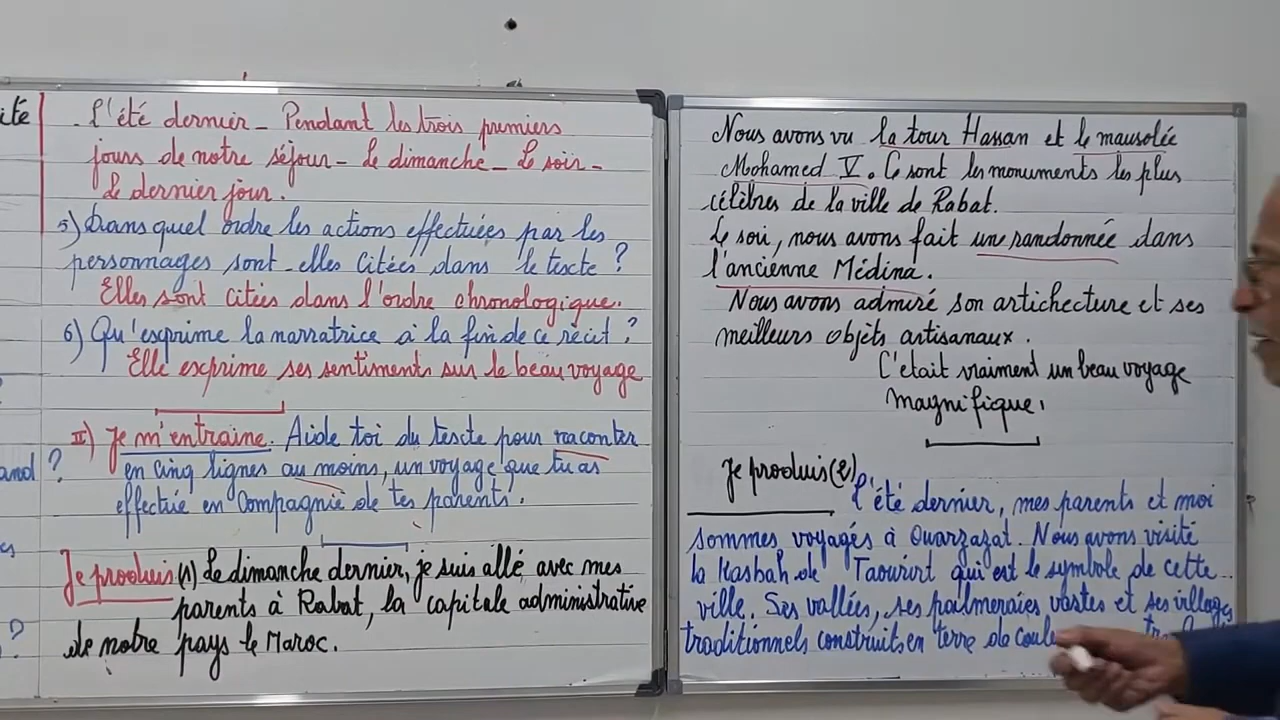 ité
. L'été dernier - Pendant les trois premiers
jours de notre séjour - Le dimanche - Le soir -
Le dernier jour.
5) Dans quel ordre les actions effectuées par les
personnages sont-elles citées dans le texte ?
Elles sont citées dans l'ordre chronologique.
6) Qu'exprime la narratrice à la fin de ce récit ?
Elle exprime ses sentiments sur le beau voyage
II) Je m'entraine. Aide toi du texte pour raconter
and ? en cinq lignes au moins, un voyage que tu as
effectué en compagnie de tes parents.
Je produis (1) Le dimanche dernier, je suis allé avec mes
parents à Rabat, la capitale administrative
? de notre pays le Maroc.
Nous avons vu la tour Hassan et le mausolée
Mohamed V. Ce sont les monuments les plus
célèbres de la ville de Rabat.
Le soir, nous avons fait une randonnée dans
l'ancienne Médina.
Nous avons admiré son artichecture et ses
meilleurs objets artisanaux.
C'était vraiment un beau voyage
magnifique.
Je produis (2)
L'été dernier, mes parents et moi
sommes voyagés à Ouarzazat. Nous avons visité
la Kasbah de Taourirt qui est le symbole de cette
ville. Ses vallées, ses palmeraies vastes et ses villages
traditionnels construits en terre de